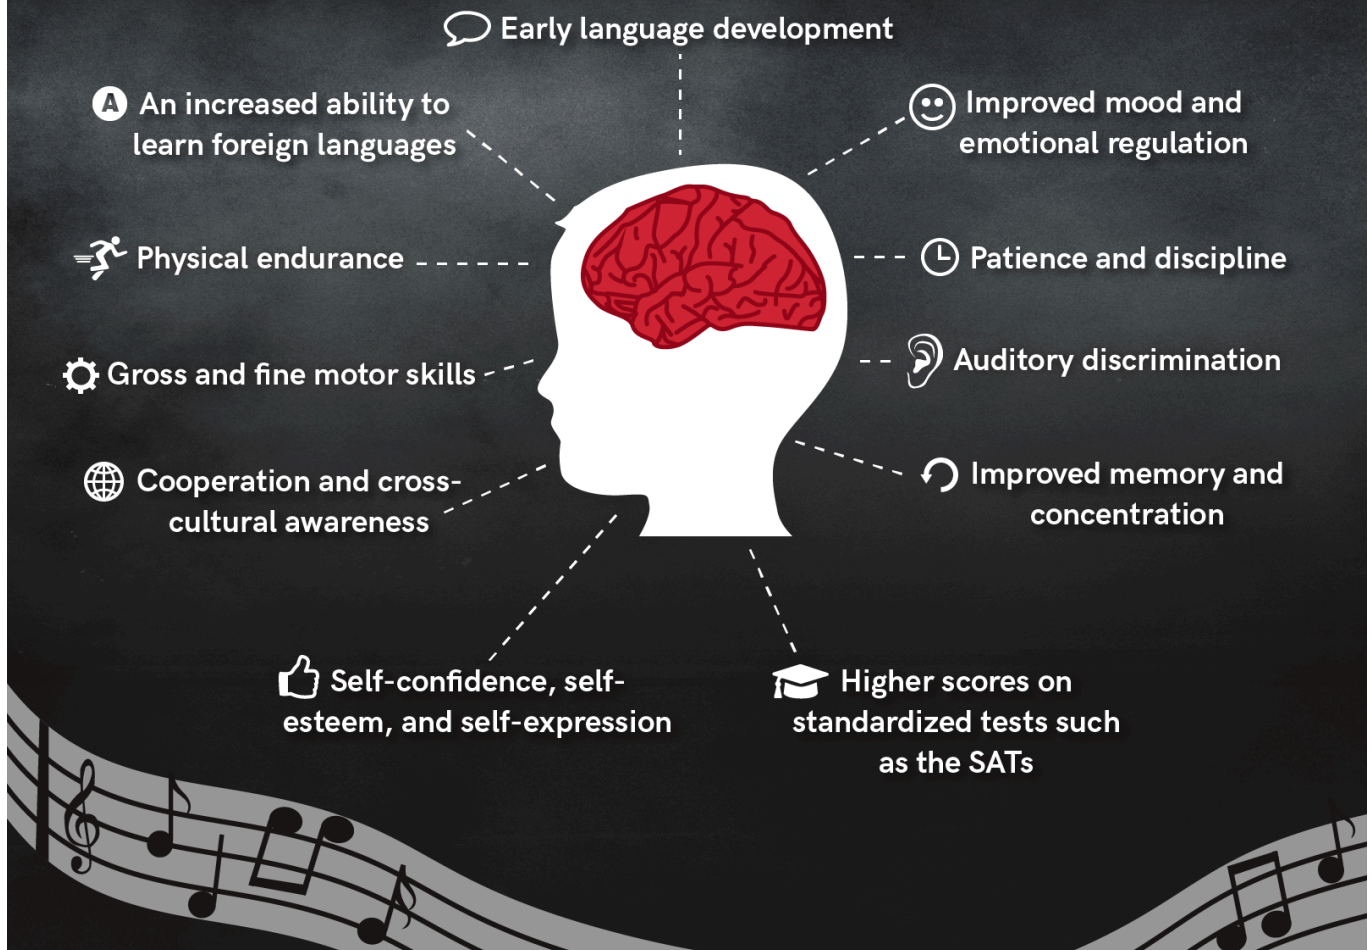 Early language development
An increased ability to
learn foreign languages
Improved mood and
emotional regulation
Physical endurance
Patience and discipline
Gross and fine motor skills
Auditory discrimination
Cooperation and cross-
cultural awareness
Improved memory and
concentration
Self-confidence, self-
esteem, and self-expression
Higher scores on
standardized tests such
as the SATs